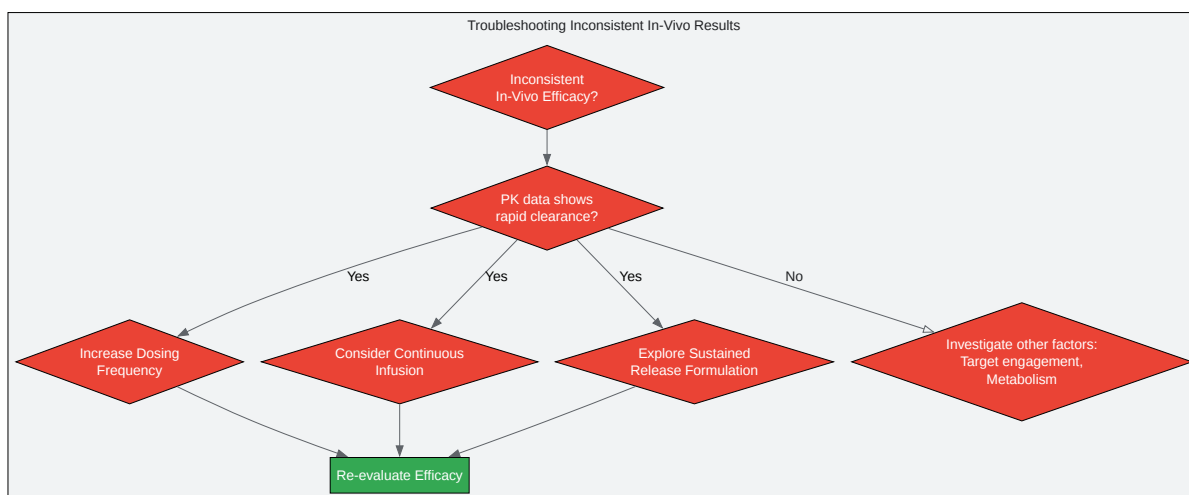 Troubleshooting Inconsistent In-Vivo Results
Inconsistent
In-Vivo Efficacy?
PK data shows
rapid clearance?
Yes
Yes
Yes
No
Increase Dosing
Frequency
Consider Continuous
Infusion
Explore Sustained
Release Formulation
Investigate other factors:
Target engagement,
Metabolism
Re-evaluate Efficacy